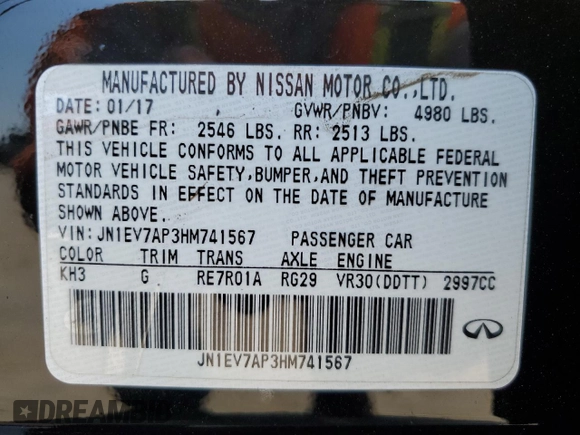 MANUFACTURED BY NISSAN MOTOR CO.,LTD.
DATE: 01/17 GVWR/PNBV: 4980 LBS.
GAWR/PNBE FR: 2546 LBS. RR: 2513 LBS.
THIS VEHICLE CONFORMS TO ALL APPLICABLE FEDERAL
MOTOR VEHICLE SAFETY,BUMPER,AND THEFT PREVENTION
STANDARDS IN EFFECT ON THE DATE OF MANUFACTURE
SHOWN ABOVE.
VIN: JN1EV7AP3HM741567 PASSENGER CAR
COLOR TRIM TRANS AXLE ENGINE
KH3 G RE7R01A RG29 VR30(DDTT) 2997CC
JN1EV7AP3HM741567
DREAMBID